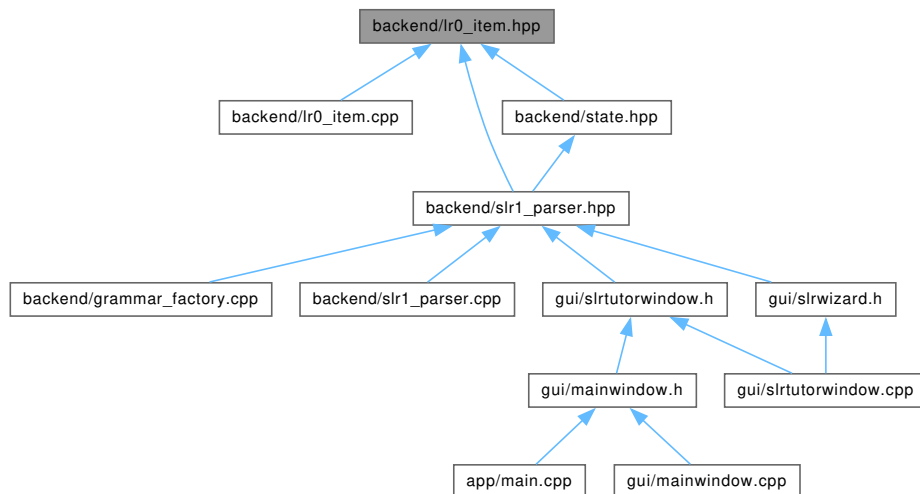 backend/lr0_item.hpp
backend/lr0_item.cpp
backend/state.hpp
backend/slr1_parser.hpp
backend/grammar_factory.cpp
backend/slr1_parser.cpp
gui/slrtutorwindow.h
gui/slrwizard.h
gui/mainwindow.h
gui/slrtutorwindow.cpp
app/main.cpp
gui/mainwindow.cpp